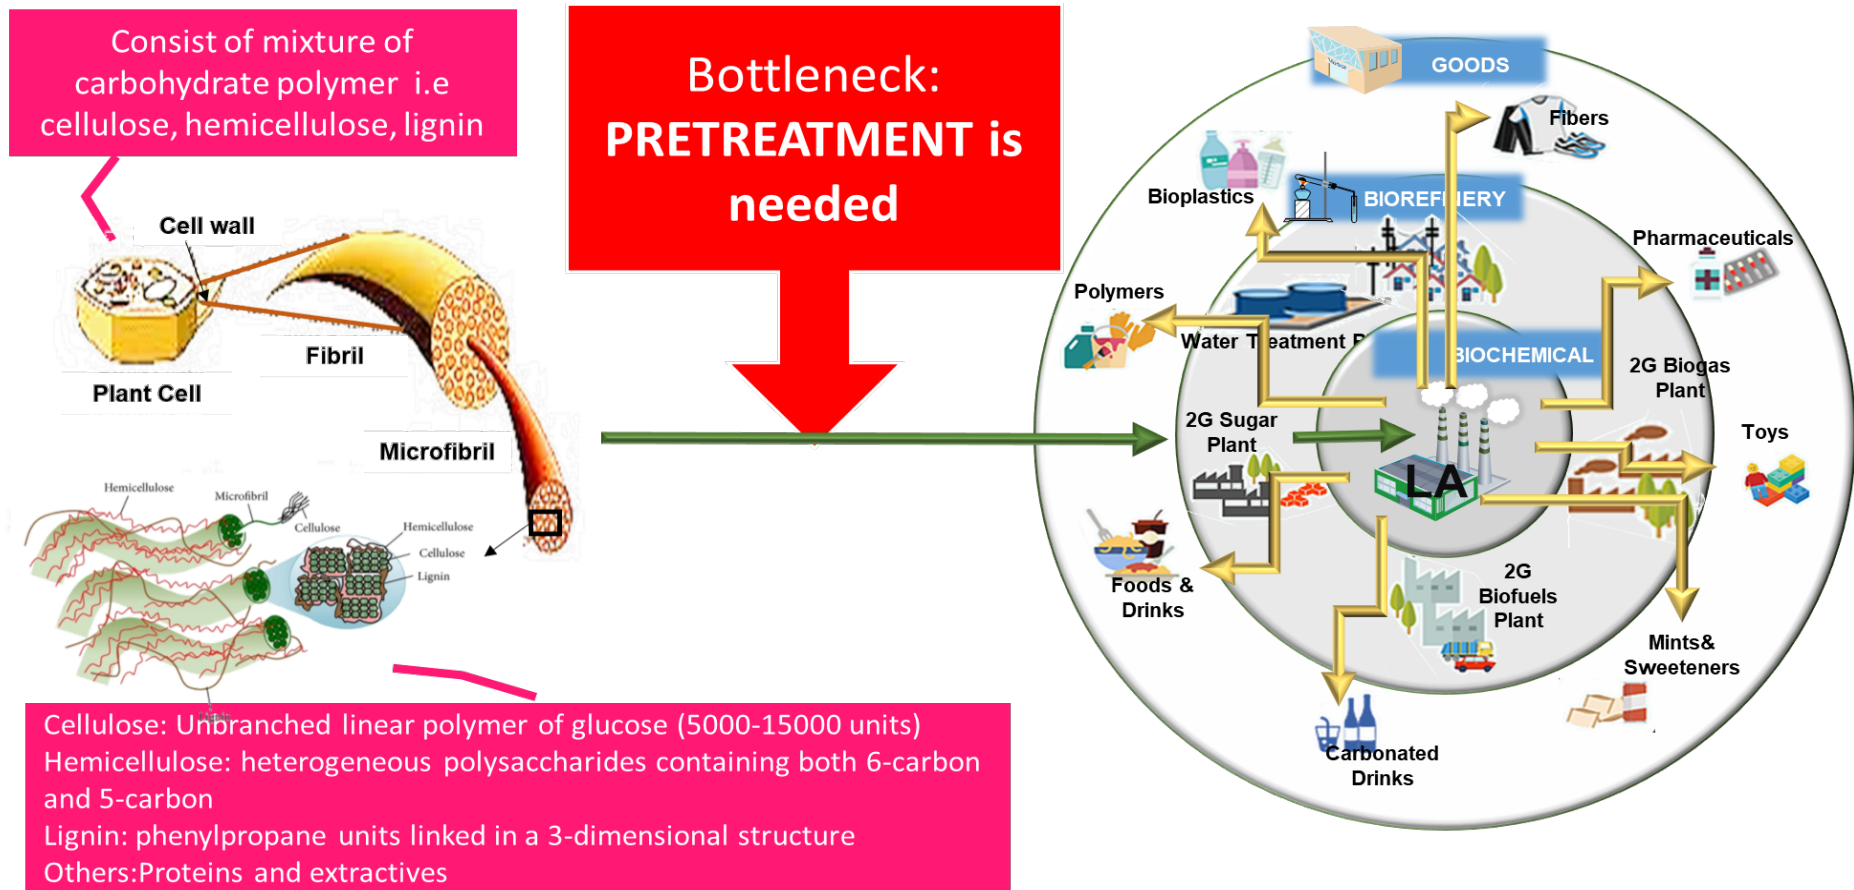 Consist of mixture of
carbohydrate polymer i.e
cellulose, hemicellulose, lignin
Bottleneck:
PRETREATMENT is
needed
Cell wall
Fibril
Plant Cell
Microfibril
Hemicellulose
Microfibril
Cellulose
Hemicellulose
Cellulose
Lignin
Cellulose: Unbranched linear polymer of glucose (5000-15000 units)
Hemicellulose: heterogeneous polysaccharides containing both 6-carbon
and 5-carbon
Lignin: phenylpropane units linked in a 3-dimensional structure
Others:Proteins and extractives
GOODS
Fibers
Bioplastics
BIOREFINERY
Pharmaceuticals
Polymers
Water Treatment P
BIOCHEMICAL
2G Biogas
Plant
2G Sugar
Plant
Toys
LA
Foods &
Drinks
2G
Biofuels
Plant
Mints&
Sweeteners
Carbonated
Drinks